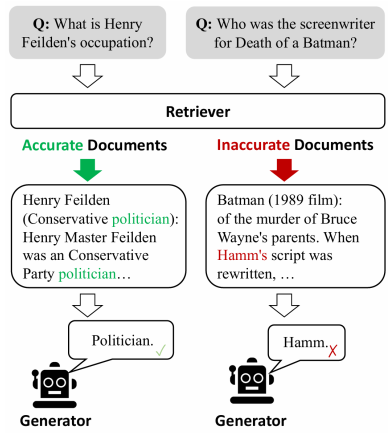 Q: What is Henry
Feilden's occupation?
Q: Who was the screenwriter
for Death of a Batman?
Retriever
Accurate Documents
Inaccurate Documents
Henry Feilden
(Conservative politician):
Henry Master Feilden
was an Conservative
Party politician…
Batman (1989 film):
of the murder of Bruce
Wayne's parents. When
Hamm's script was
rewritten, …
Politician.
Hamm.
Generator
Generator